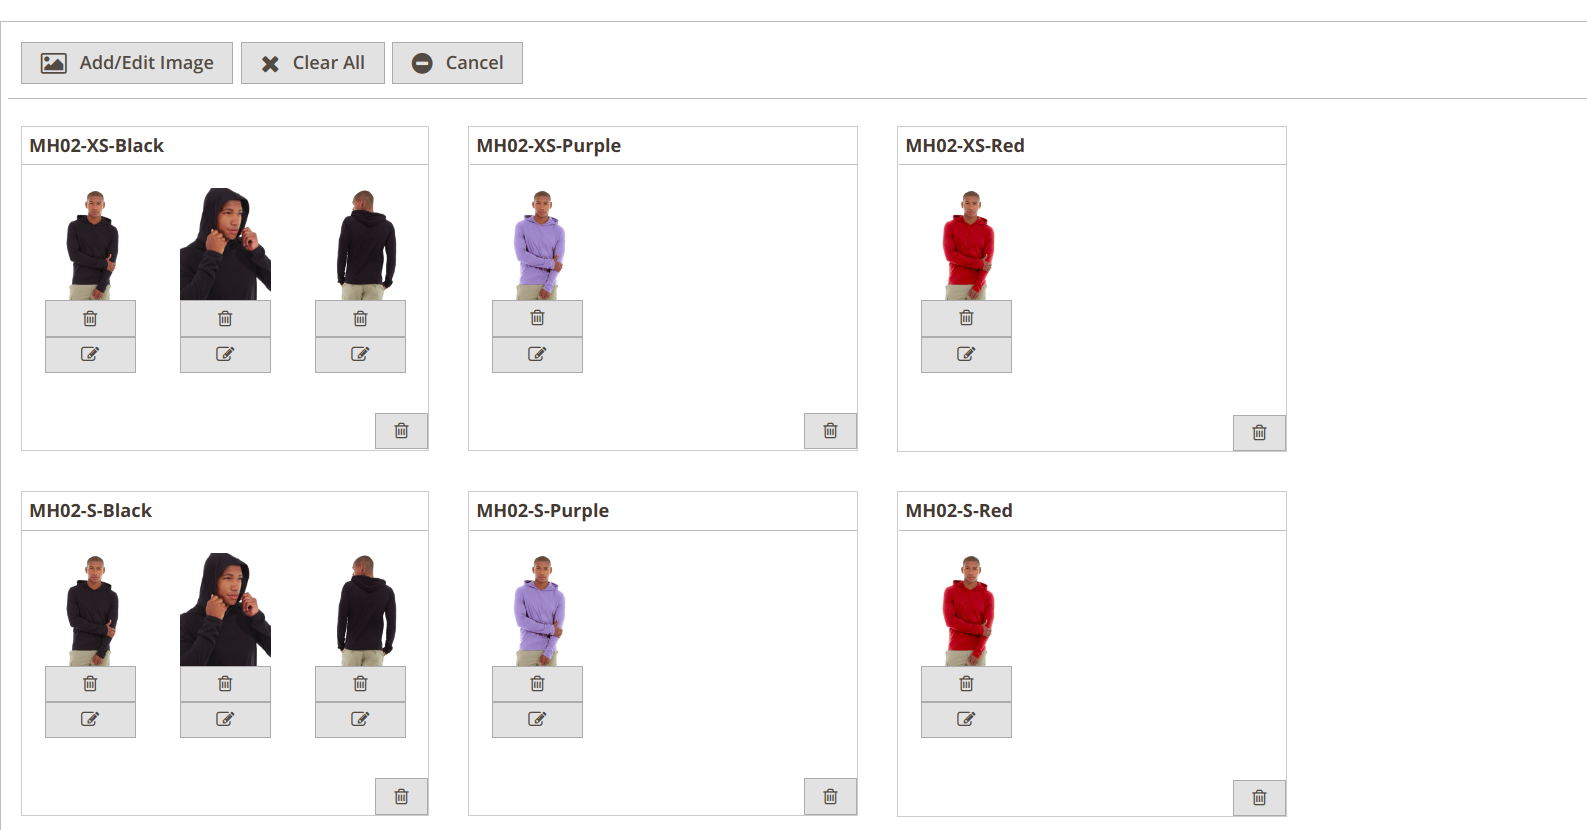 Add/Edit Image
Clear All
Cancel
MH02-XS-Black
MH02-XS-Purple
MH02-XS-Red
MH02-S-Black
MH02-S-Purple
MH02-S-Red